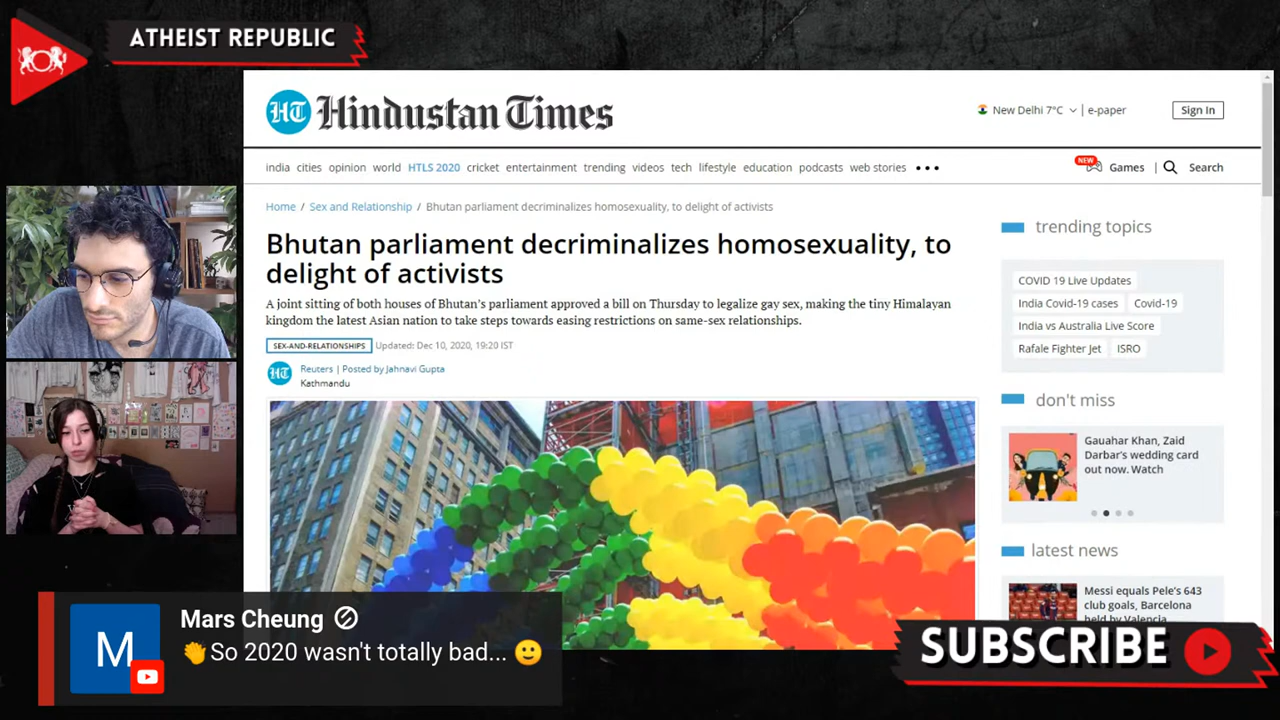 ATHEIST REPUBLIC
HT Hindustan Times
New Delhi 7°C | e-paper
Sign In
india cities opinion world HTLS 2020 cricket entertainment trending videos tech lifestyle education podcasts web stories •••
NEW Games | Search
Home / Sex and Relationship / Bhutan parliament decriminalizes homosexuality, to delight of activists
Bhutan parliament decriminalizes homosexuality, to
delight of activists
A joint sitting of both houses of Bhutan's parliament approved a bill on Thursday to legalize gay sex, making the tiny Himalayan
kingdom the latest Asian nation to take steps towards easing restrictions on same-sex relationships.
SEX-AND-RELATIONSHIPS Updated: Dec 10, 2020, 19:20 IST
HT Reuters | Posted by Jahnavi Gupta
Kathmandu
trending topics
COVID 19 Live Updates
India Covid-19 cases Covid-19
India vs Australia Live Score
Rafale Fighter Jet ISRO
don't miss
Gauahar Khan, Zaid
Darbar's wedding card
out now. Watch
latest news
Messi equals Pele's 643
club goals, Barcelona
held by Valencia
M
Mars Cheung
👏So 2020 wasn't totally bad... 🙂
SUBSCRIBE